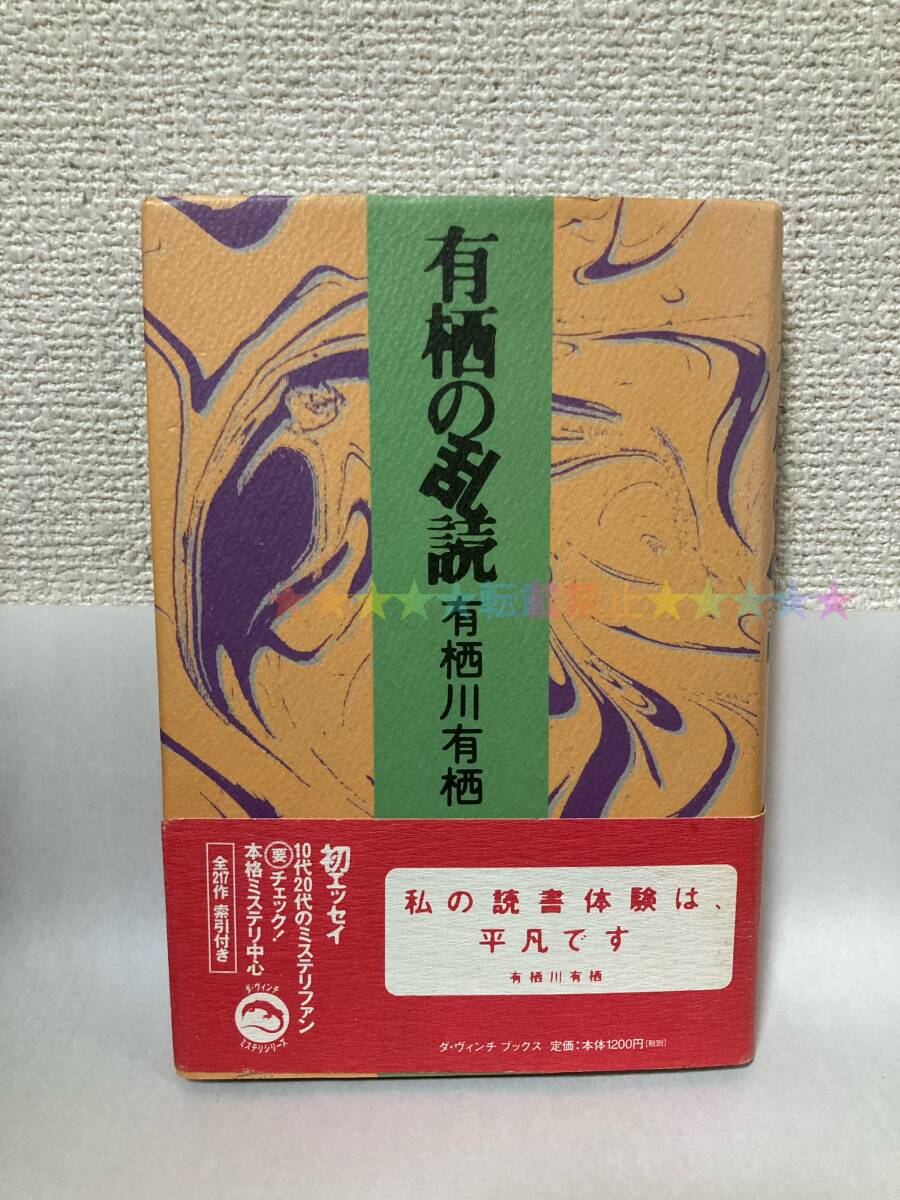 有栖の乱読
有栖川有栖
★★★★★転載禁止★★★★★
初エッセイ
10代20代のミステリファン
要チェック!
本格ミステリ中心
全217作 索引付き
ダ・ヴィンチ
ミステリシリーズ
私の読書体験は、
平凡です
有栖川有栖
ダ・ヴィンチ ブックス 定価:本体1200円[税別]